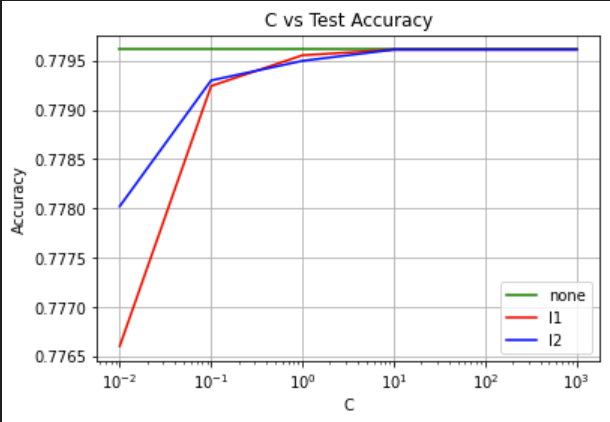 C vs Test Accuracy
0.7795
0.7790
0.7785
0.7780
0.7775
0.7770
0.7765
Accuracy
10⁻² 10⁻¹ 10⁰ 10¹ 10² 10³
C
none
l1
l2